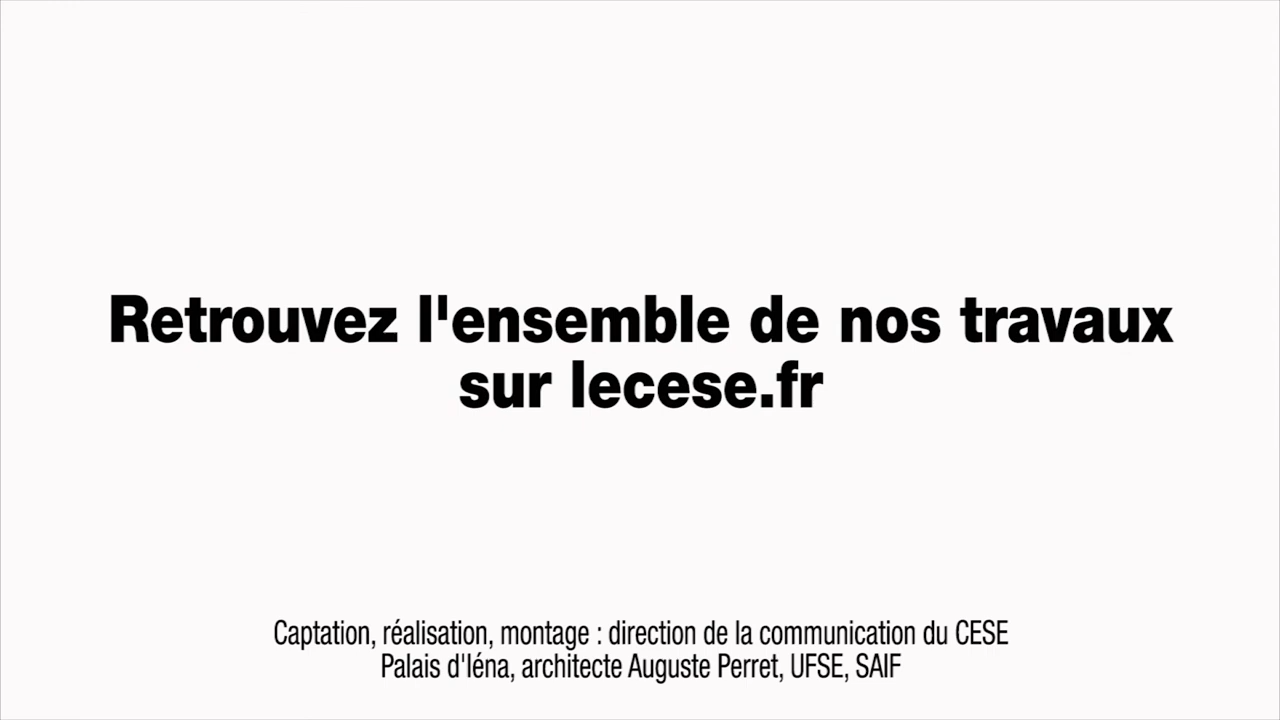 Retrouvez l'ensemble de nos travaux
sur lecese.fr
Captation, réalisation, montage : direction de la communication du CESE
Palais d'Iéna, architecte Auguste Perret, UFSE, SAIF